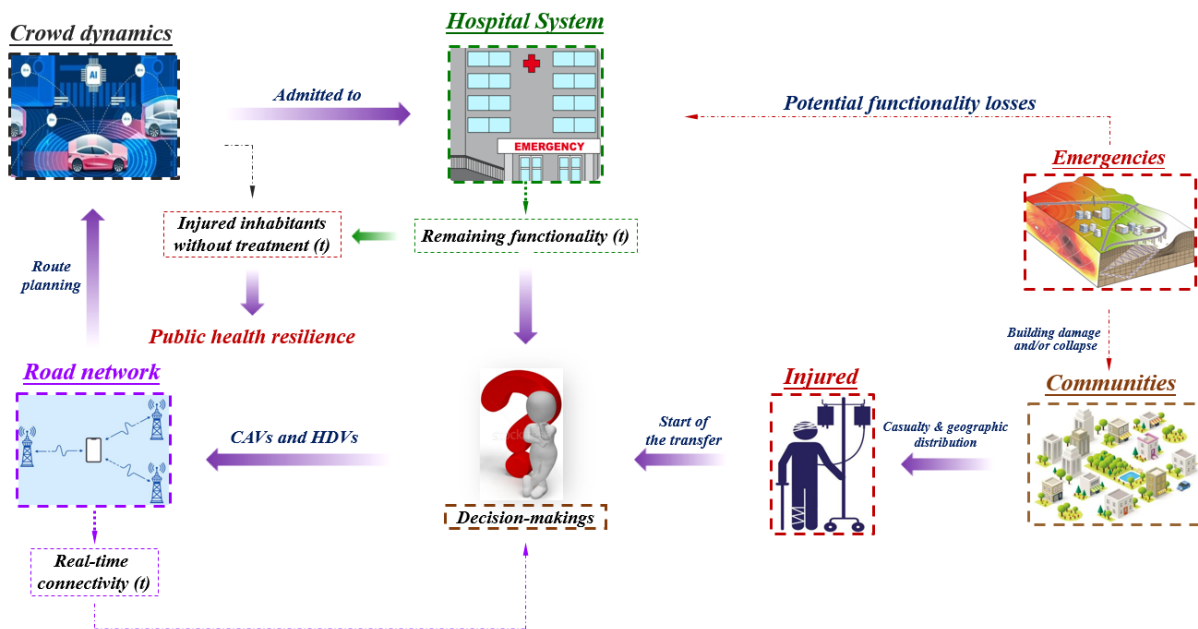 Crowd dynamics
Hospital System
Admitted to
Potential functionality losses
AI
EMERGENCY
Emergencies
Injured inhabitants
without treatment (t)
Remaining functionality (t)
Route
planning
Public health resilience
Building damage
and/or collapse
Road network
Injured
Communities
CAVs and HDVs
Start of
the transfer
Casualty & geographic
distribution
Decision-makings
Real-time
connectivity (t)